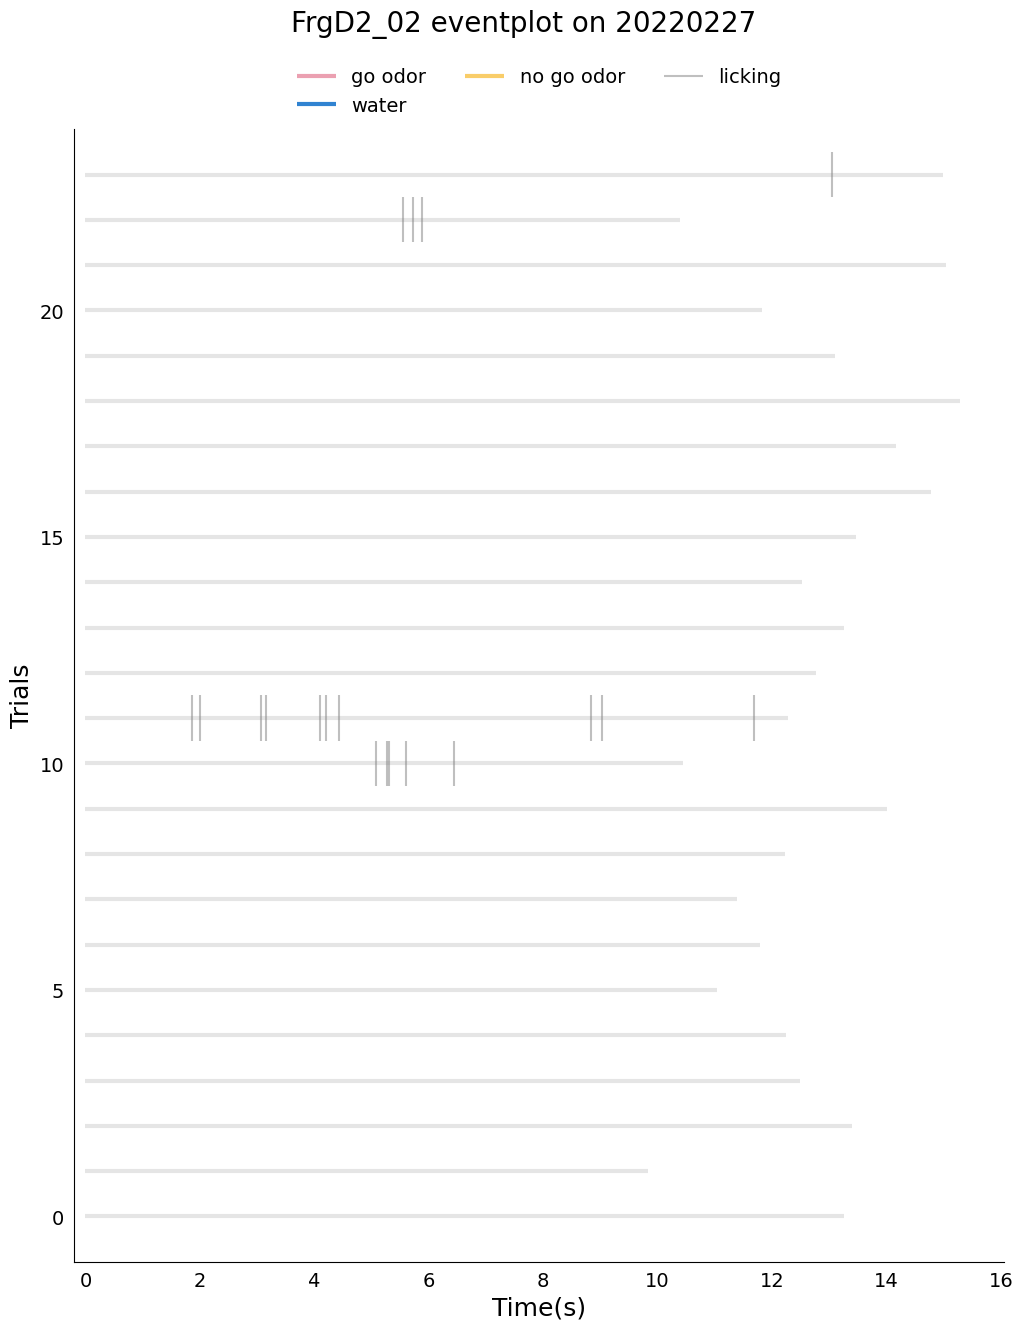 FrgD2_02 eventplot on 20220227
go odor no go odor licking
water
20
15
Trials
10
5
0
0 2 4 6 8 10 12 14 16
Time(s)